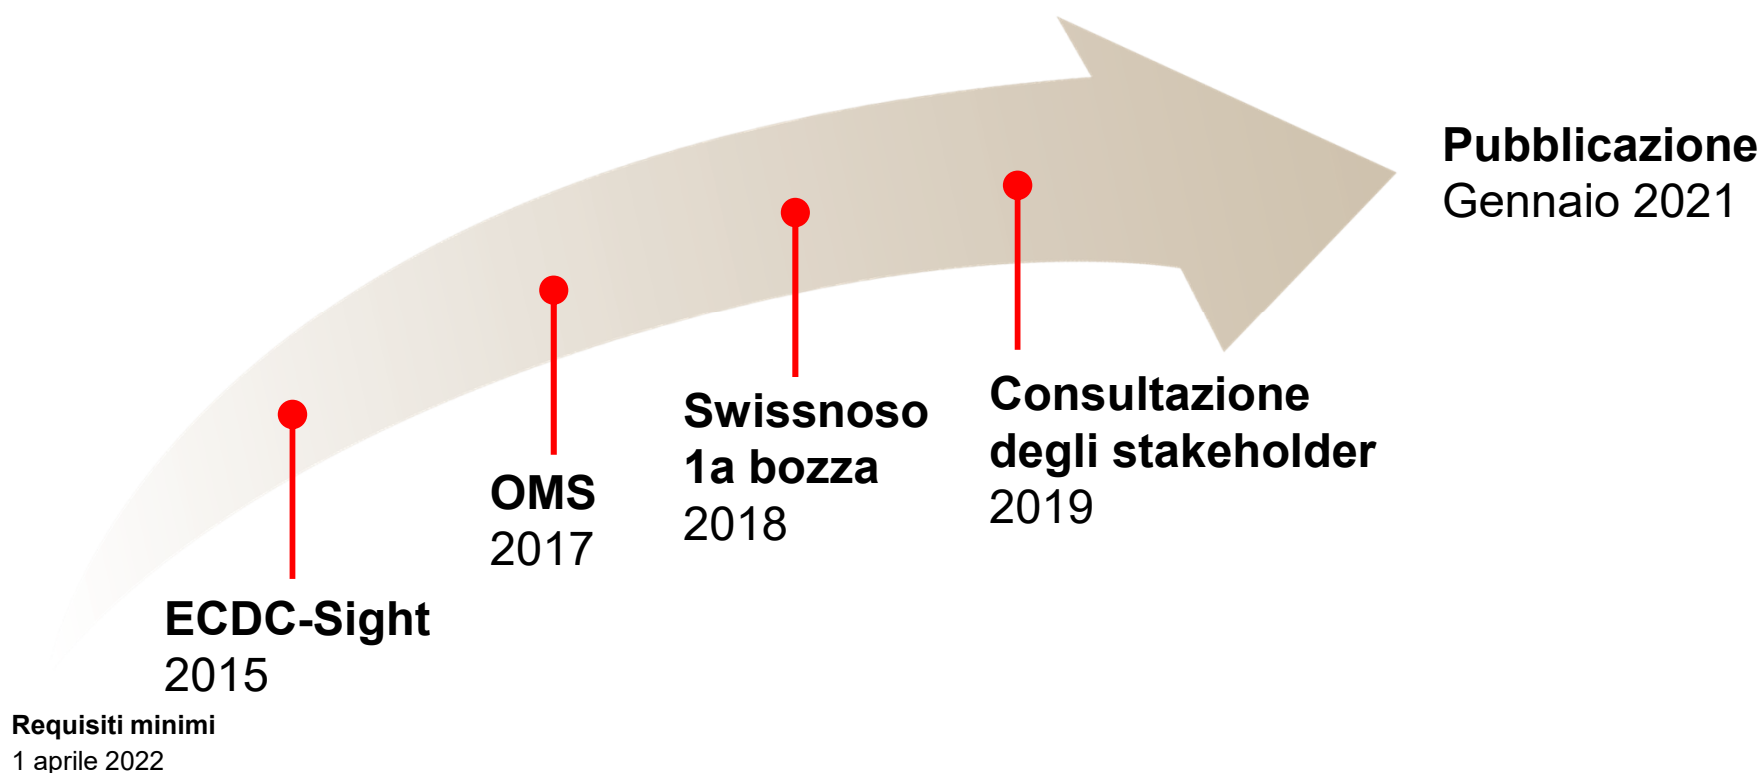 Pubblicazione
Gennaio 2021
Consultazione
degli stakeholder
2019
Swissnoso
1a bozza
2018
OMS
2017
ECDC-Sight
2015
Requisiti minimi
1 aprile 2022